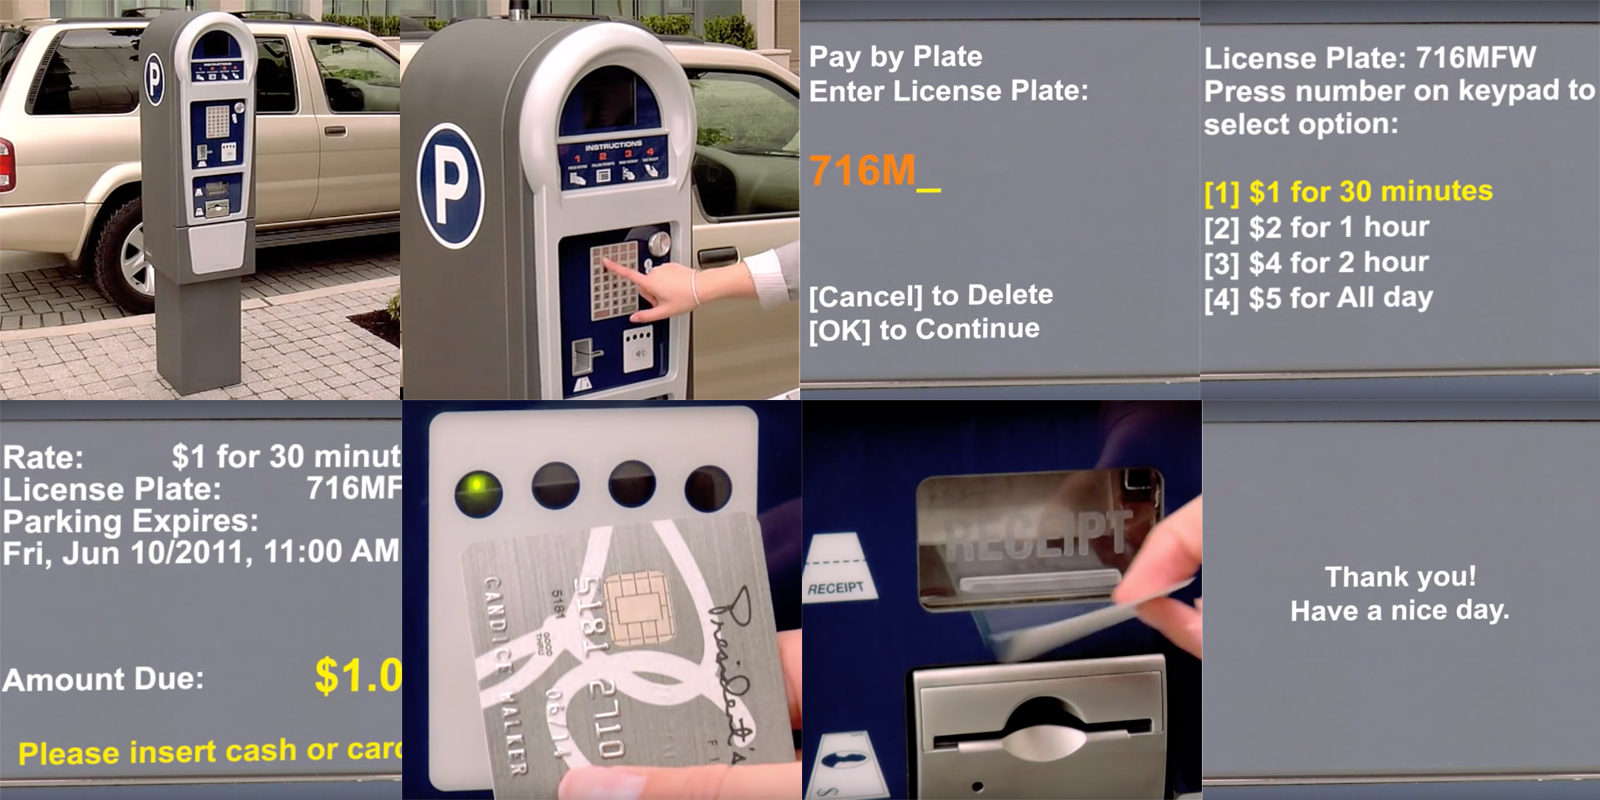 P
P
INSTRUCTIONS
1 2 3 4
Pay by Plate
Enter License Plate:
716M_
[Cancel] to Delete
[OK] to Continue
License Plate: 716MFW
Press number on keypad to
select option:
[1] $1 for 30 minutes
[2] $2 for 1 hour
[3] $4 for 2 hour
[4] $5 for All day
Rate: $1 for 30 minut
License Plate: 716MF
Parking Expires:
Fri, Jun 10/2011, 11:00 AM
Amount Due: $1.0
Please insert cash or card
5181 2710
5181
GOOD
THRU
06/14
CANDICE WALKER
President's
RECEIPT
RECEIPT
Thank you!
Have a nice day.